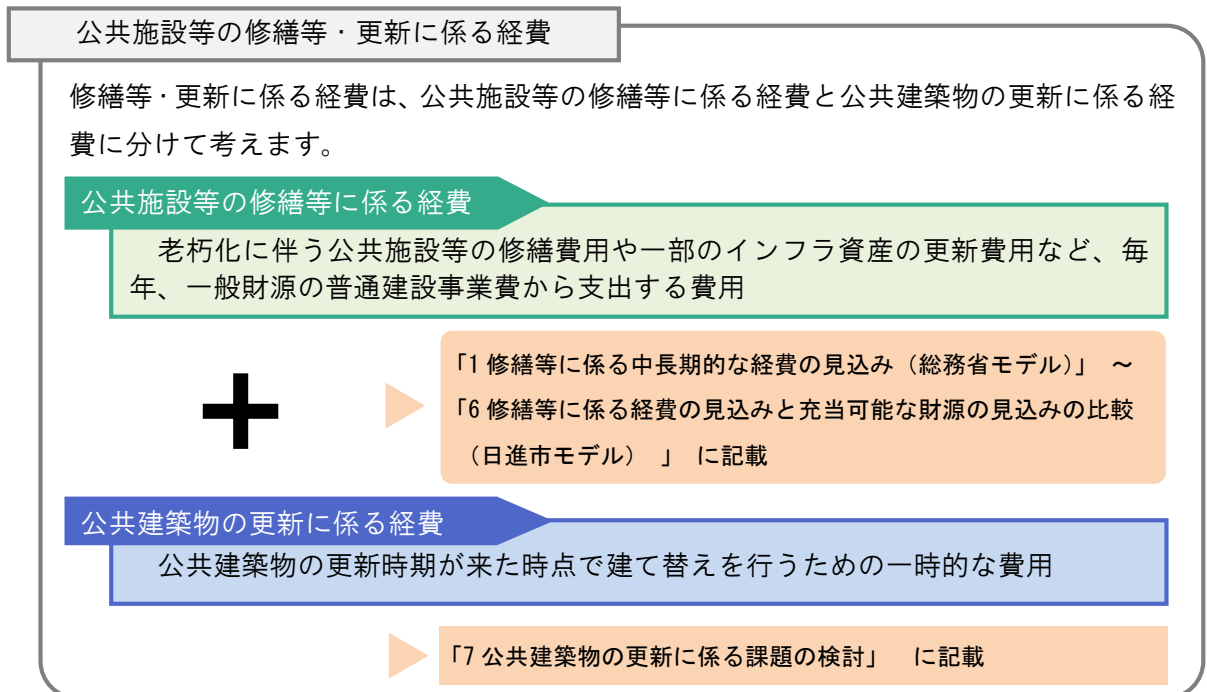 公共施設等の修繕等・更新に係る経費
修繕等・更新に係る経費は、公共施設等の修繕等に係る経費と公共建築物の更新に係る経
費に分けて考えます。
公共施設等の修繕等に係る経費
老朽化に伴う公共施設等の修繕費用や一部のインフラ資産の更新費用など、毎
年、一般財源の普通建設事業費から支出する費用
+
「1 修繕等に係る中長期的な経費の見込み（総務省モデル）」 ～
「6 修繕等に係る経費の見込みと充当可能な財源の見込みの比較
（日進市モデル） 」 に記載
公共建築物の更新に係る経費
公共建築物の更新時期が来た時点で建て替えを行うための一時的な費用
「7 公共建築物の更新に係る課題の検討」 に記載